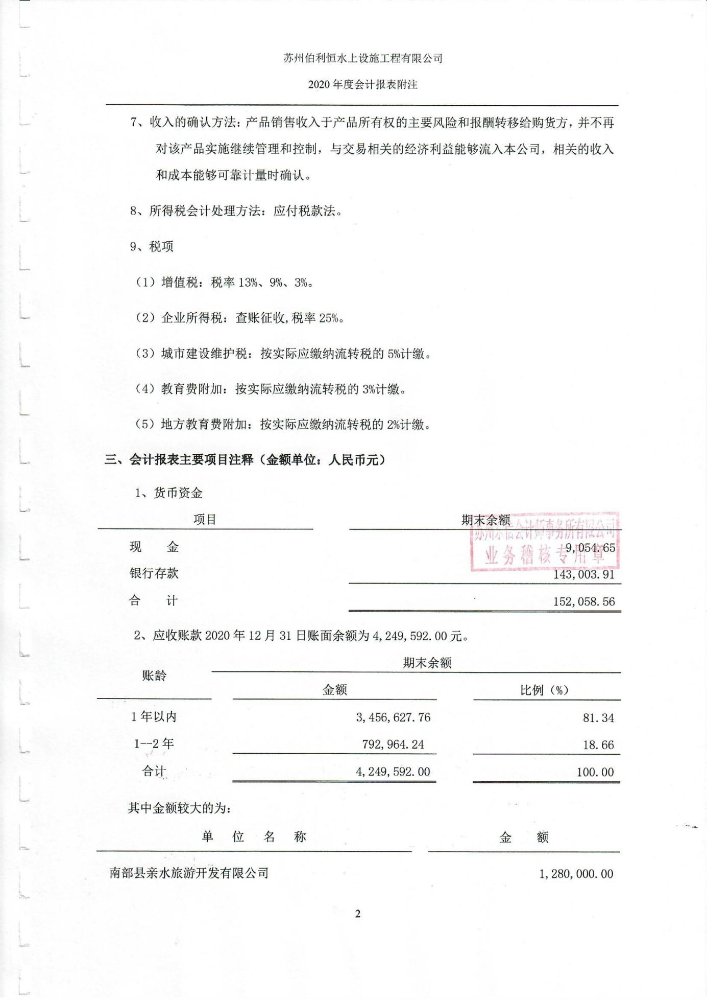 苏州伯利恒水上设施工程有限公司
2020年度会计报表附注
7、收入的确认方法：产品销售收入于产品所有权的主要风险和报酬转移给购货方，并不再
对该产品实施继续管理和控制，与交易相关的经济利益能够流入本公司，相关的收入
和成本能够可靠计量时确认。
8、所得税会计处理方法：应付税款法。
9、税项
（1）增值税：税率13%、9%、3%。
（2）企业所得税：查账征收,税率25%。
（3）城市建设维护税：按实际应缴纳流转税的5%计缴。
（4）教育费附加：按实际应缴纳流转税的3%计缴。
（5）地方教育费附加：按实际应缴纳流转税的2%计缴。
三、会计报表主要项目注释（金额单位：人民币元）
1、货币资金
项目 期末余额
苏州东信会计师事务所有限公司
现 金 9,054.65
业务稽核专用章
银行存款 143,003.91
合 计 152,058.56
2、应收账款2020年12月31日账面余额为4,249,592.00元。
期末余额
账龄
金额 比例（%）
1年以内 3,456,627.76 81.34
1--2年 792,964.24 18.66
合计 4,249,592.00 100.00
其中金额较大的为：
单 位 名 称 金 额
南部县亲水旅游开发有限公司 1,280,000.00
2